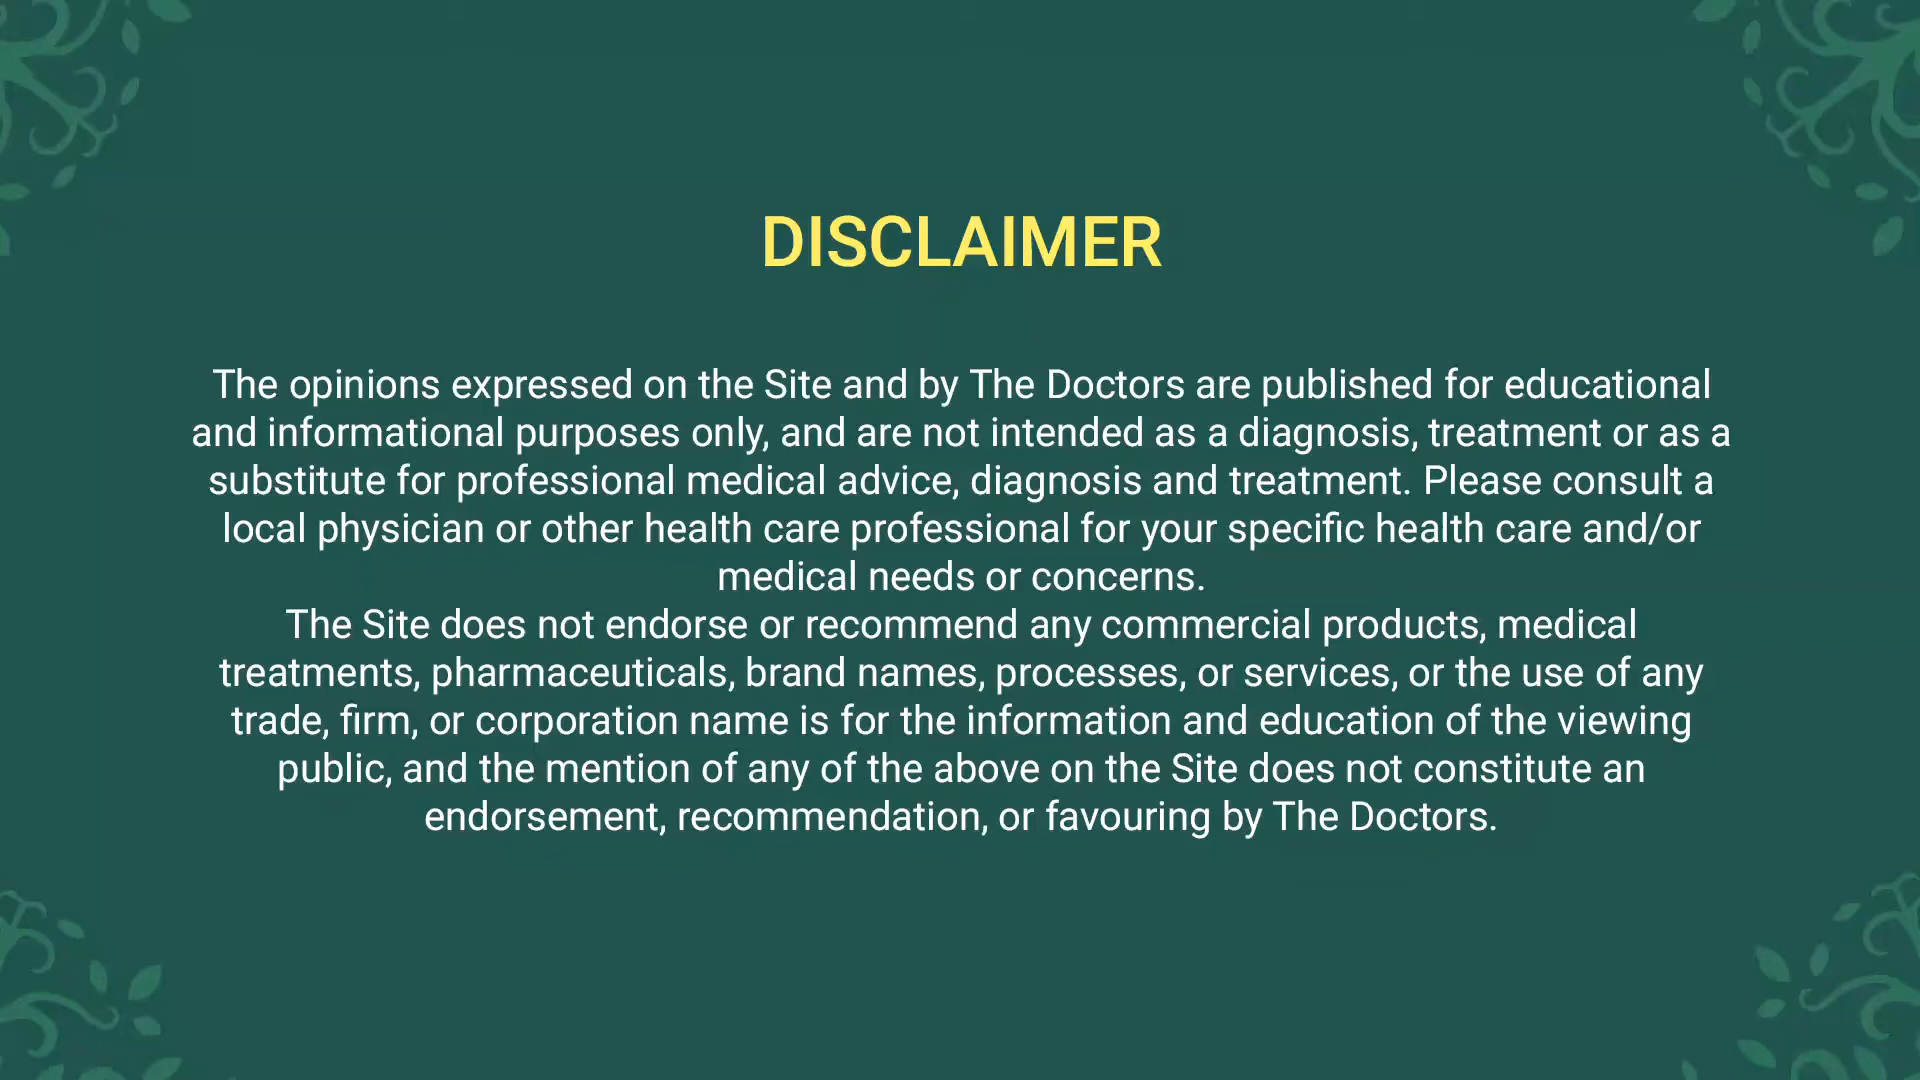 DISCLAIMER
The opinions expressed on the Site and by The Doctors are published for educational
and informational purposes only, and are not intended as a diagnosis, treatment or as a
substitute for professional medical advice, diagnosis and treatment. Please consult a
local physician or other health care professional for your specific health care and/or
medical needs or concerns.
The Site does not endorse or recommend any commercial products, medical
treatments, pharmaceuticals, brand names, processes, or services, or the use of any
trade, firm, or corporation name is for the information and education of the viewing
public, and the mention of any of the above on the Site does not constitute an
endorsement, recommendation, or favouring by The Doctors.